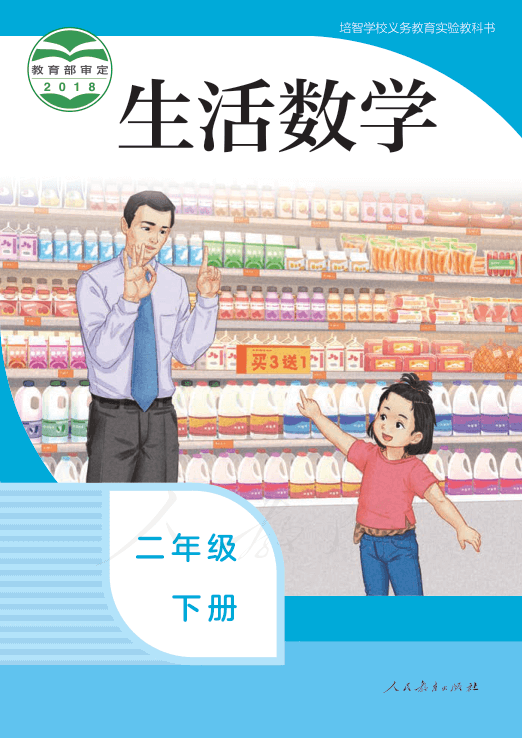 培智学校义务教育实验教科书
教育部审定
2018
生活数学
买3送1
二年级
下册
人民教育出版社